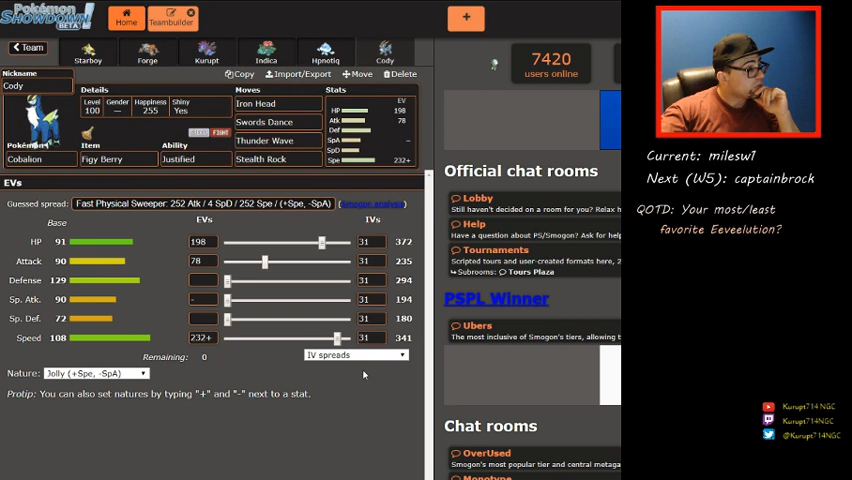 Pokémon
SHOWDOWN
BETA
Home
Teambuilder
< Team
Starboy
Forge
Kurupt
Indica
Hpnotiq
Cody
Copy
Import/Export
Move
Delete
Nickname
Cody
Details
Moves
Stats
Level Gender Happiness Shiny
100 — 255 Yes
FIGHT
Pokémon
Cobalion
Item
Figy Berry
Ability
Justified
Iron Head
Swords Dance
Thunder Wave
Stealth Rock
EV
HP 198
Atk 78
Def
SpA -
SpD
Spe 232+
EVs
Guessed spread: Fast Physical Sweeper: 252 Atk / 4 SpD / 252 Spe / (+Spe, -SpA) (Smogon analysis)
Base EVs IVs
HP 91 198 31 372
Attack 90 78 31 235
Defense 129 31 294
Sp. Atk. 90 - 31 194
Sp. Def. 72 31 180
Speed 108 232+ 31 341
Remaining: 0
IV spreads
Nature: Jolly (+Spe, -SpA)
Protip: You can also set natures by typing "+" and "-" next to a stat.
7420
users online
Official chat rooms
Lobby
Still haven't decided on a room for you? Relax
Help
Have a question about PS/Smogon? Ask for help
Tournaments
Scripted tours and user-created formats here, 2
Subrooms: Tours Plaza
PSPL Winner
Ubers
The most inclusive of Smogon's tiers, allowing t
Chat rooms
OverUsed
Smogon's most popular tier and central metaga
Monotype
Current: milesw1
Next (W5): captainbrock
QOTD: Your most/least
favorite Eeveelution?
Kurupt714 NGC
Kurupt714NGC
@Kurupt714NGC